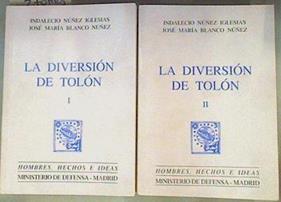 INDALECIO NÚÑEZ IGLESIAS
JOSÉ MARÍA BLANCO NÚÑEZ
LA DIVERSIÓN
DE TOLÓN
I
HOMBRES, HECHOS E IDEAS
MINISTERIO DE DEFENSA - MADRID
INDALECIO NÚÑEZ IGLESIAS
JOSÉ MARÍA BLANCO NÚÑEZ
LA DIVERSIÓN
DE TOLÓN
II
HOMBRES, HECHOS E IDEAS
MINISTERIO DE DEFENSA - MADRID